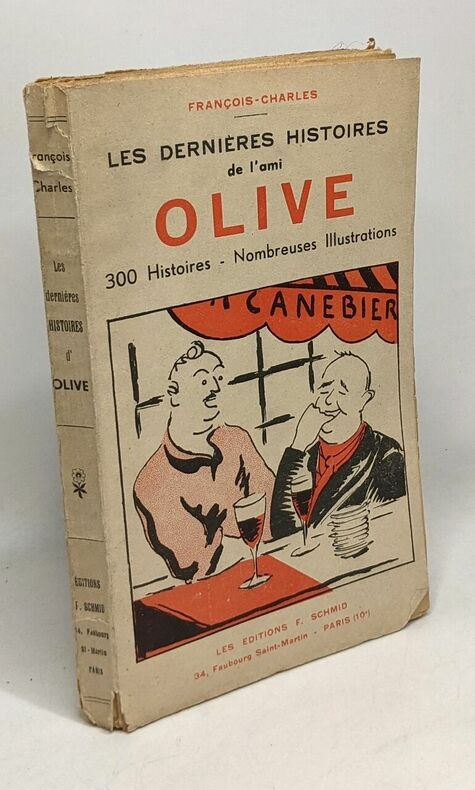 FRANÇOIS-CHARLES
LES DERNIÈRES HISTOIRES
de l'ami
OLIVE
300 Histoires - Nombreuses Illustrations
CANEBIER
LES EDITIONS F. SCHMID
34, Faubourg Saint-Martin - PARIS (10e)
rançois
Charles
Les
dernières
HISTOIRES
d'
OLIVE
ÉDITIONS
F. SCHMID
34, Faubourg
St-Martin
PARIS